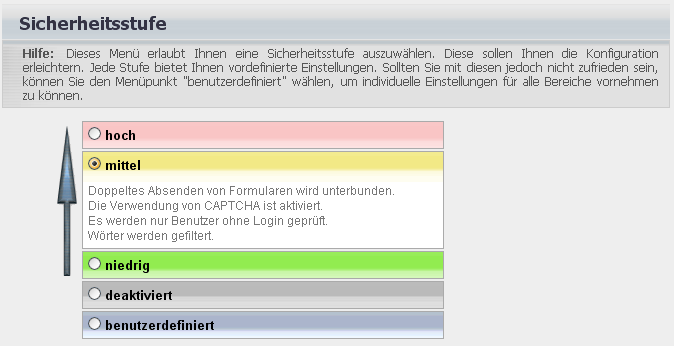 Sicherheitsstufe
Hilfe: Dieses Menü erlaubt Ihnen eine Sicherheitsstufe auszuwählen. Diese sollen Ihnen die Konfiguration
erleichtern. Jede Stufe bietet Ihnen vordefinierte Einstellungen. Sollten Sie mit diesen jedoch nicht zufrieden sein,
können Sie den Menüpunkt "benutzerdefiniert" wählen, um individuelle Einstellungen für alle Bereiche vornehmen
zu können.
hoch
mittel
Doppeltes Absenden von Formularen wird unterbunden.
Die Verwendung von CAPTCHA ist aktiviert.
Es werden nur Benutzer ohne Login geprüft.
Wörter werden gefiltert.
niedrig
deaktiviert
benutzerdefiniert